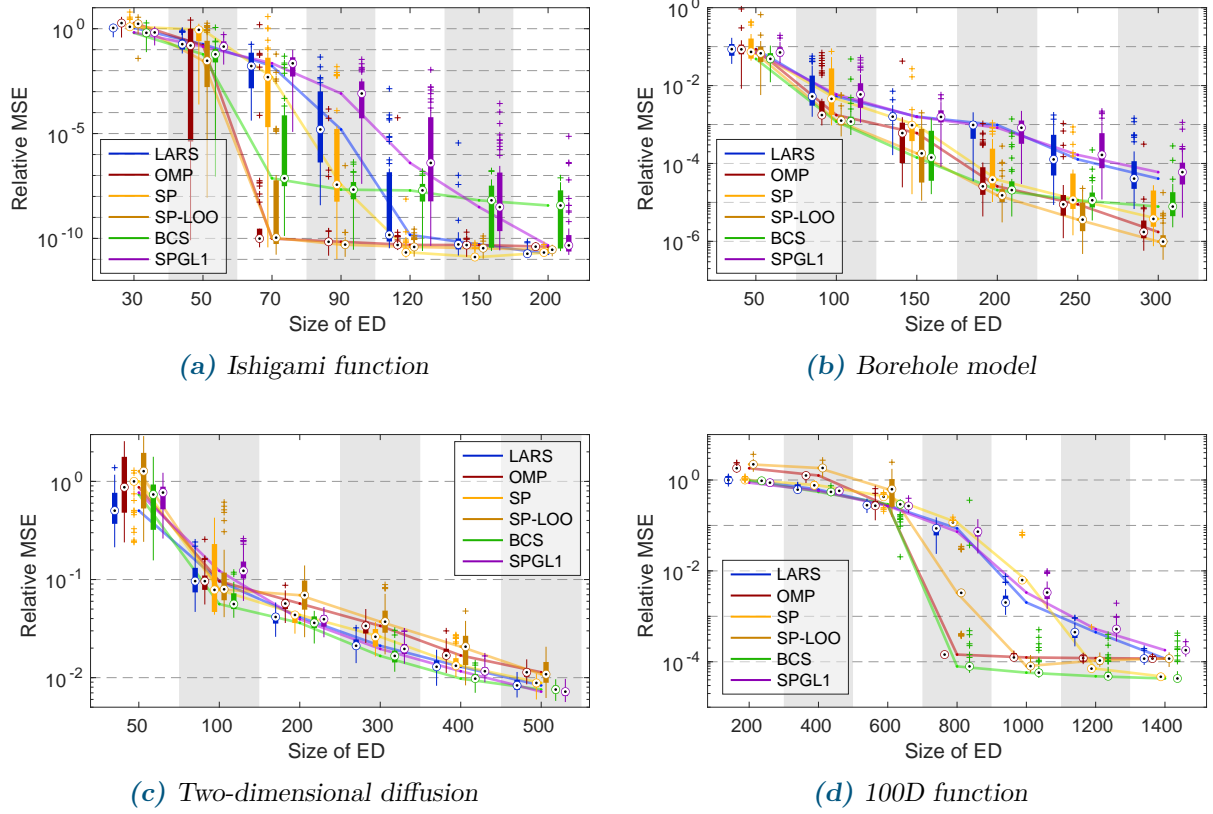 Relative MSE
10^0
10^-5
10^-10
LARS
OMP
SP
SP-LOO
BCS
SPGL1
30 50 70 90 120 150 200
Size of ED
(a) Ishigami function
Relative MSE
10^0
10^-2
10^-4
10^-6
LARS
OMP
SP
SP-LOO
BCS
SPGL1
50 100 150 200 250 300
Size of ED
(b) Borehole model
Relative MSE
10^0
10^-1
10^-2
LARS
OMP
SP
SP-LOO
BCS
SPGL1
50 100 200 300 400 500
Size of ED
(c) Two-dimensional diffusion
Relative MSE
10^0
10^-2
10^-4
LARS
OMP
SP
SP-LOO
BCS
SPGL1
200 400 600 800 1000 1200 1400
Size of ED
(d) 100D function